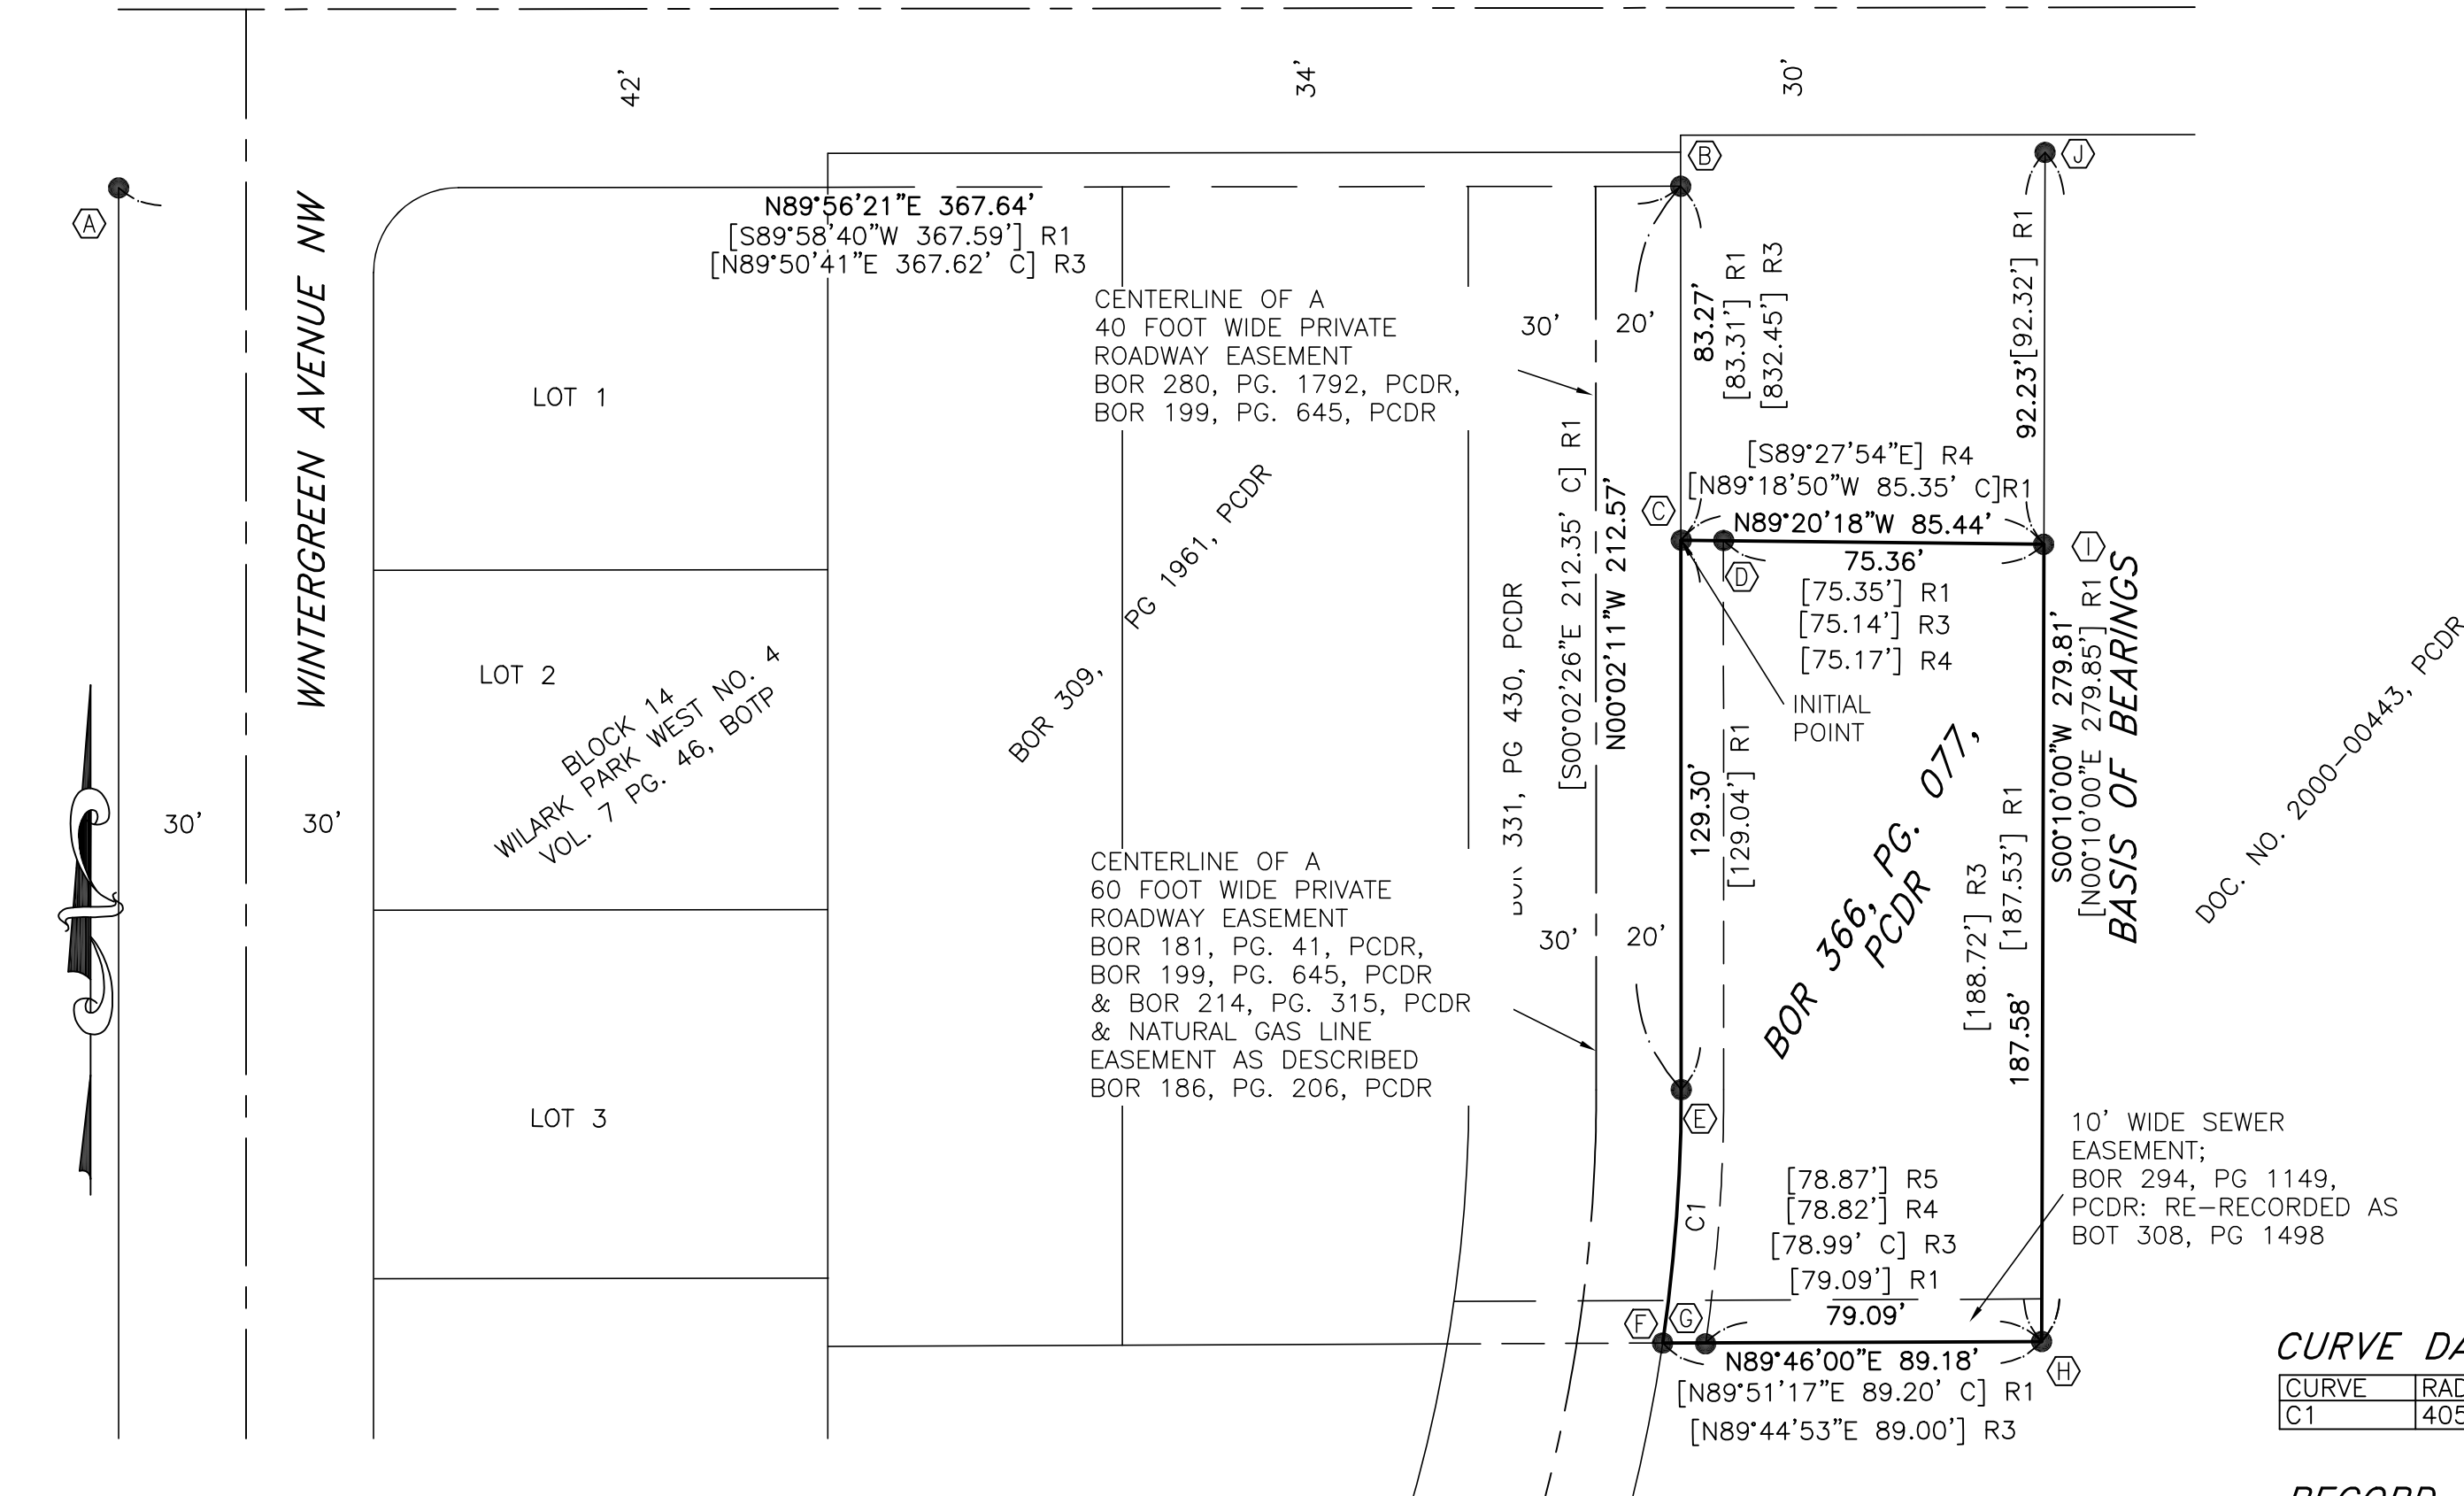 42'
34'
30'
A
B
J
WINTERGREEN AVENUE NW
N89°56'21"E 367.64'
[S89°58'40"W 367.59'] R1
[N89°50'41"E 367.62' C] R3
CENTERLINE OF A
40 FOOT WIDE PRIVATE
ROADWAY EASEMENT
BOR 280, PG. 1792, PCDR,
BOR 199, PG. 645, PCDR
30'
20'
83.27'
[83.31'] R1
[832.45'] R3
92.23'[92.32'] R1
LOT 1
[S89°27'54"E] R4
[N89°18'50"W 85.35' C]R1
N89°20'18"W 85.44'
C
D
I
75.36'
[75.35'] R1
[75.14'] R3
[75.17'] R4
INITIAL
POINT
BOR 309, PG 1961, PCDR
331, PG 430, PCDR
[S00°02'26"E 212.35' C] R1
N00°02'11"W 212.57'
129.30'
[129.04'] R1
BOR 366, PG. 077,
PCDR
[188.72'] R3
[187.53'] R1
187.58'
S00°10'00"W 279.81'
[N00°10'00"E 279.85'] R1
BASIS OF BEARINGS
DOC. NO. 2000-00443, PCDR
LOT 2
BLOCK 14
WILARK PARK WEST NO. 4
VOL. 7 PG. 46, BOTP
30'
30'
CENTERLINE OF A
60 FOOT WIDE PRIVATE
ROADWAY EASEMENT
BOR 181, PG. 41, PCDR,
BOR 199, PG. 645, PCDR
& BOR 214, PG. 315, PCDR
& NATURAL GAS LINE
EASEMENT AS DESCRIBED
BOR 186, PG. 206, PCDR
30'
20'
E
LOT 3
C1
10' WIDE SEWER
EASEMENT;
BOR 294, PG 1149,
PCDR: RE-RECORDED AS
BOT 308, PG 1498
[78.87'] R5
[78.82'] R4
[78.99' C] R3
[79.09'] R1
79.09'
F
G
H
N89°46'00"E 89.18'
[N89°51'17"E 89.20' C] R1
[N89°44'53"E 89.00'] R3
CURVE DA
CURVE RAD
C1 405